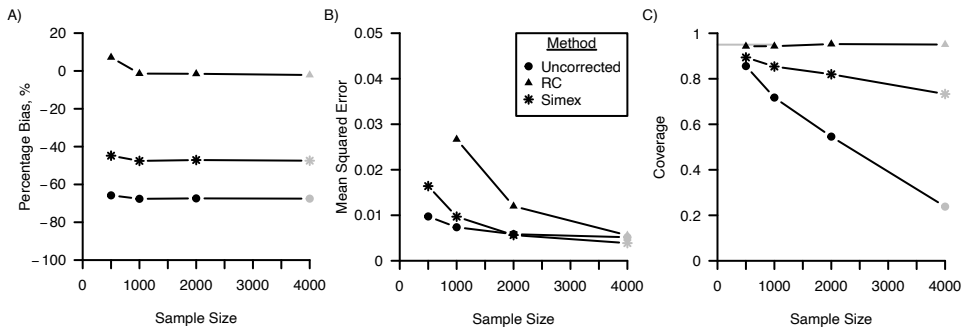 A)
20
0
−20
−40
−60
−80
−100
Percentage Bias, %
0
1000
2000
3000
4000
Sample Size
B)
0.05
0.04
0.03
0.02
0.01
0
Mean Squared Error
0
1000
2000
3000
4000
Sample Size
Method
Uncorrected
RC
Simex
C)
1
0.8
0.6
0.4
0.2
0
Coverage
0
1000
2000
3000
4000
Sample Size